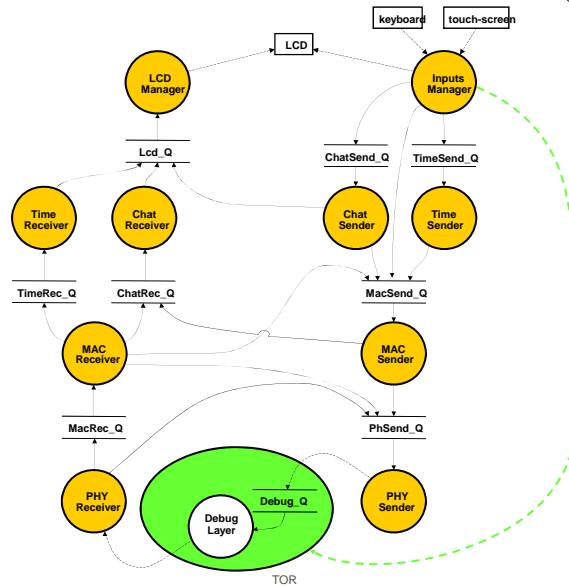 keyboard
touch-screen
LCD
LCD
Manager
Inputs
Manager
Lcd_Q
ChatSend_Q
TimeSend_Q
Time
Receiver
Chat
Receiver
Chat
Sender
Time
Sender
TimeRec_Q
ChatRec_Q
MacSend_Q
MAC
Receiver
MAC
Sender
MacRec_Q
PhSend_Q
PHY
Receiver
Debug_Q
Debug
Layer
PHY
Sender
TOR